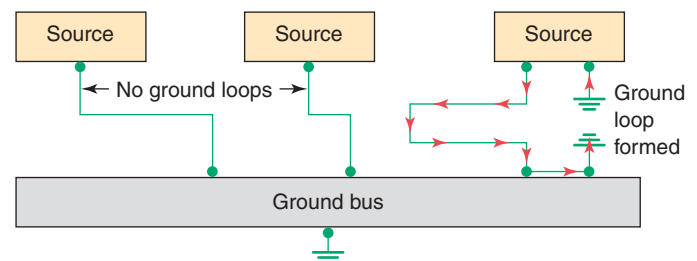 Source
Source
Source
No ground loops
Ground
loop
formed
Ground bus